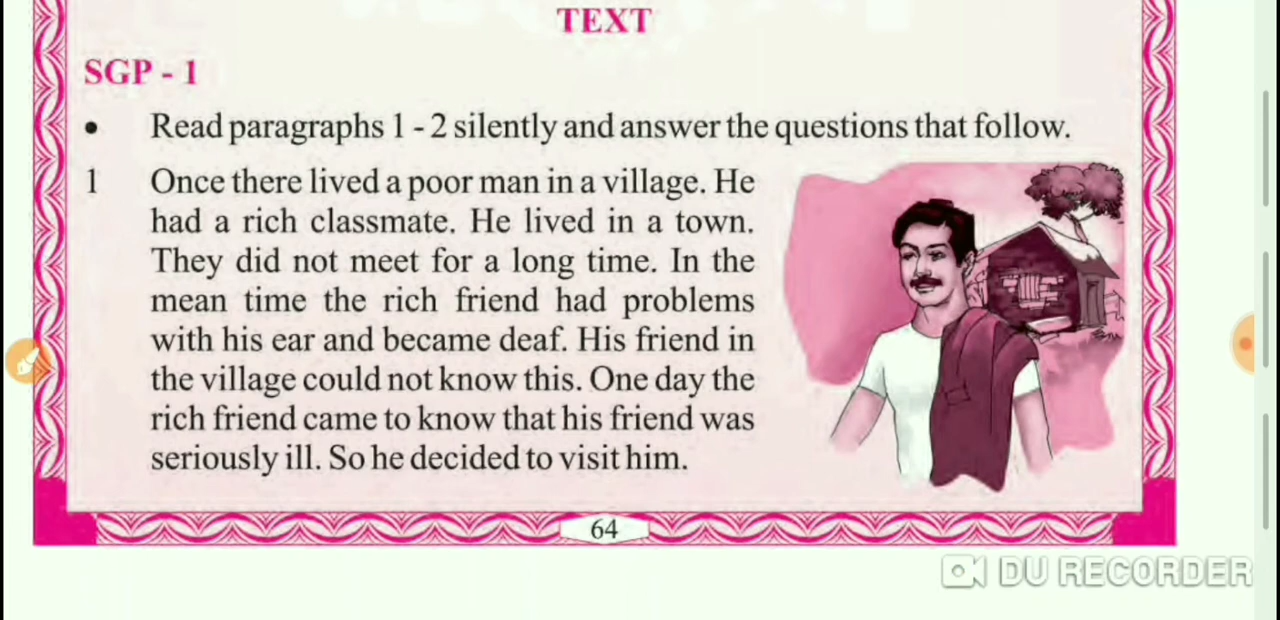 TEXT
SGP - 1
• Read paragraphs 1 - 2 silently and answer the questions that follow.
1 Once there lived a poor man in a village. He
had a rich classmate. He lived in a town.
They did not meet for a long time. In the
mean time the rich friend had problems
with his ear and became deaf. His friend in
the village could not know this. One day the
rich friend came to know that his friend was
seriously ill. So he decided to visit him.
64
DU RECORDER